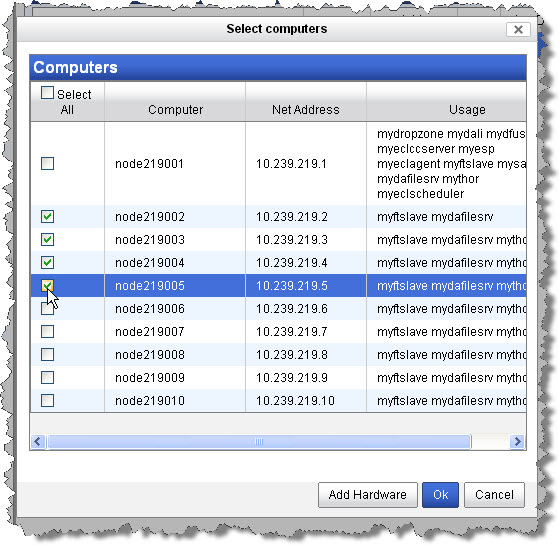 Select computers
Computers
Select All Computer Net Address Usage
node219001 10.239.219.1 mydropzone mydali mydfus
myeclccserver myesp
myeclagent myftslave mysa
mydafilesrv mythor
myeclscheduler
node219002 10.239.219.2 myftslave mydafilesrv
node219003 10.239.219.3 myftslave mydafilesrv mytho
node219004 10.239.219.4 myftslave mydafilesrv mytho
node219005 10.239.219.5 myftslave mydafilesrv mytho
node219006 10.239.219.6 myftslave mydafilesrv mytho
node219007 10.239.219.7 myftslave mydafilesrv mytho
node219008 10.239.219.8 myftslave mydafilesrv mytho
node219009 10.239.219.9 myftslave mydafilesrv mytho
node219010 10.239.219.10 myftslave mydafilesrv mytho
Add Hardware Ok Cancel